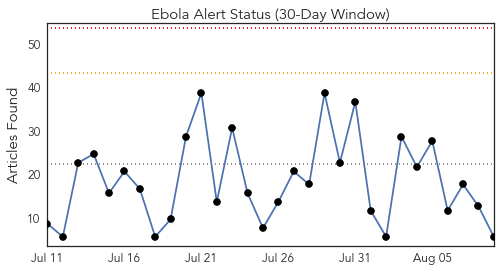 Ebola Alert Status (30-Day Window)
Articles Found
50
40
30
20
10
Jul 11 Jul 16 Jul 21 Jul 26 Jul 31 Aug 05